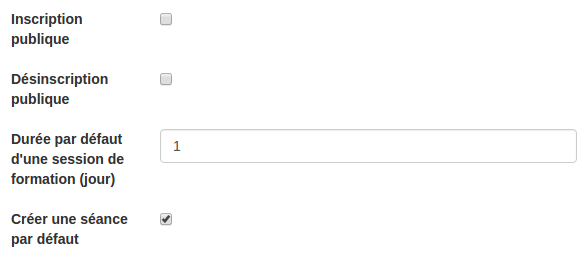 Inscription
publique
Désinscription
publique
Durée par défaut
d'une session de
formation (jour)
1
Créer une séance
par défaut